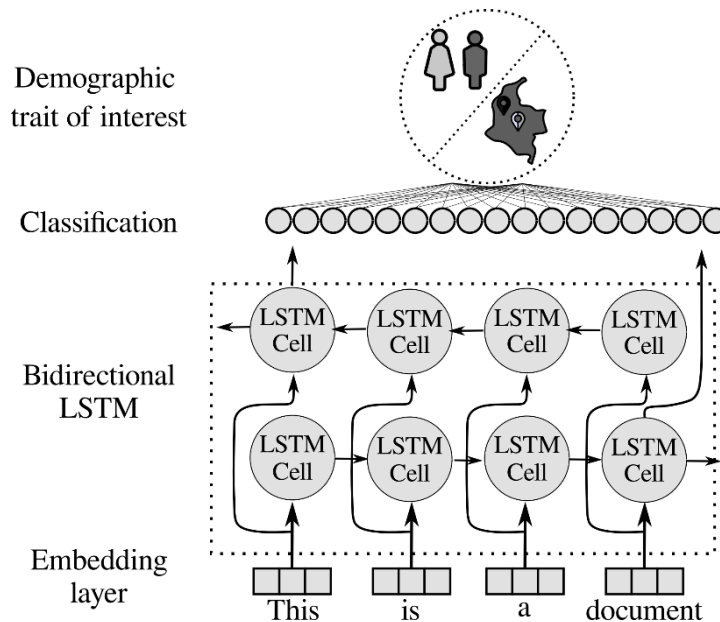 Demographic
trait of interest
Classification
LSTM
Cell
LSTM
Cell
LSTM
Cell
LSTM
Cell
Bidirectional
LSTM
LSTM
Cell
LSTM
Cell
LSTM
Cell
LSTM
Cell
Embedding
layer
This
is
a
document